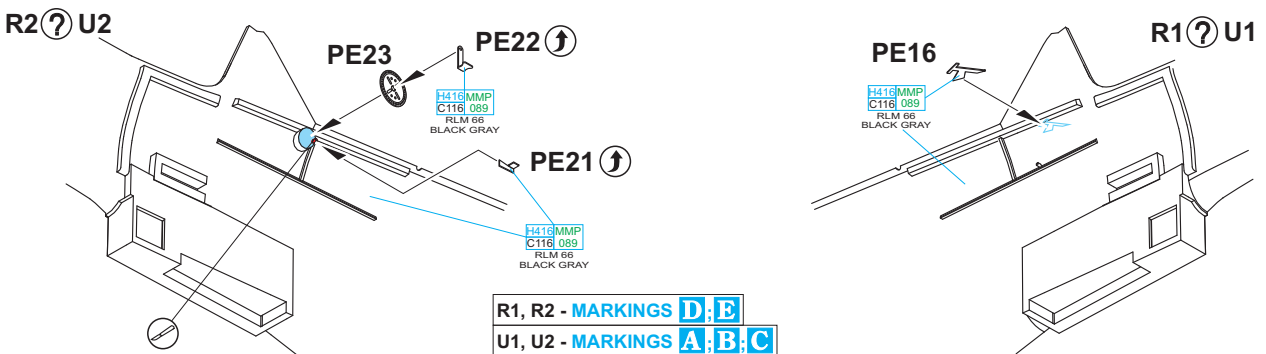 R2 ? U2
PE23
PE22
H416 MMP
C116 089
RLM 66
BLACK GRAY
PE21
H416 MMP
C116 089
RLM 66
BLACK GRAY
R1 ? U1
PE16
H416 MMP
C116 089
RLM 66
BLACK GRAY
R1, R2 - MARKINGS D ; E
U1, U2 - MARKINGS A ; B ; C